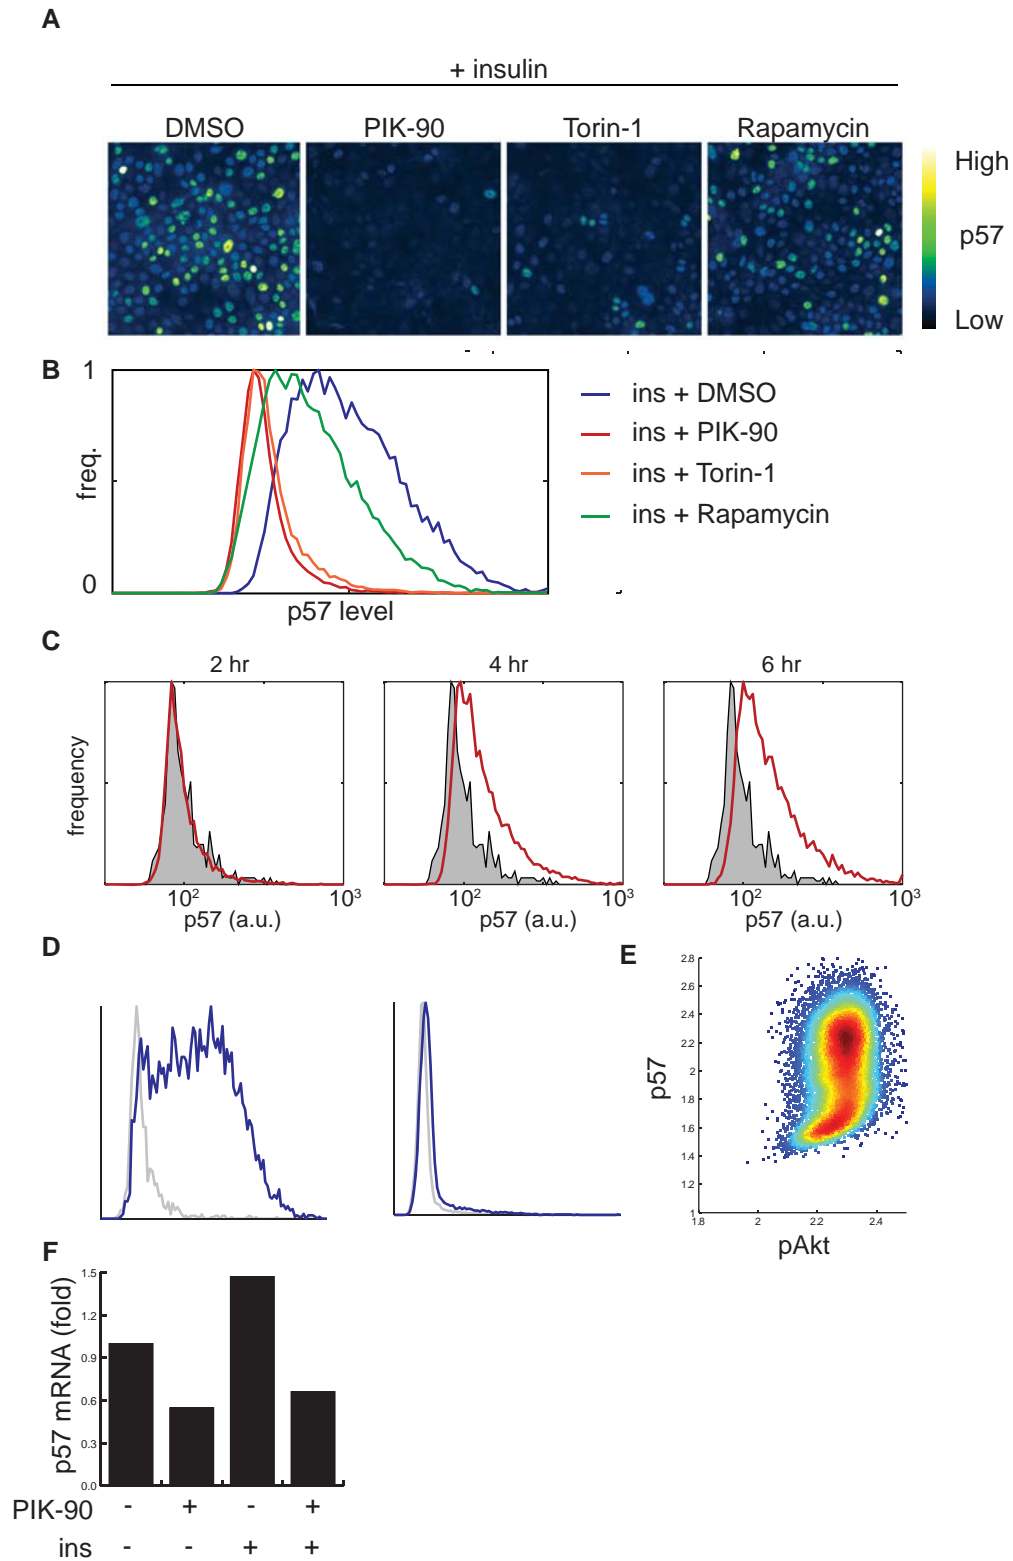 A
+ insulin
DMSO PIK-90 Torin-1 Rapamycin
High
p57
Low
B
1
freq.
0
p57 level
ins + DMSO
ins + PIK-90
ins + Torin-1
ins + Rapamycin
C
2 hr 4 hr 6 hr
frequency
10² 10³ 10² 10³ 10² 10³
p57 (a.u.) p57 (a.u.) p57 (a.u.)
D
E
2.8
2.6
2.4
2.2
2
1.8
1.6
1.4
1.2
1
p57
1.8 2 2.2 2.4
pAkt
F
1.5
1.2
0.9
0.6
0.3
0.0
p57 mRNA (fold)
PIK-90 - + - +
ins - - + +